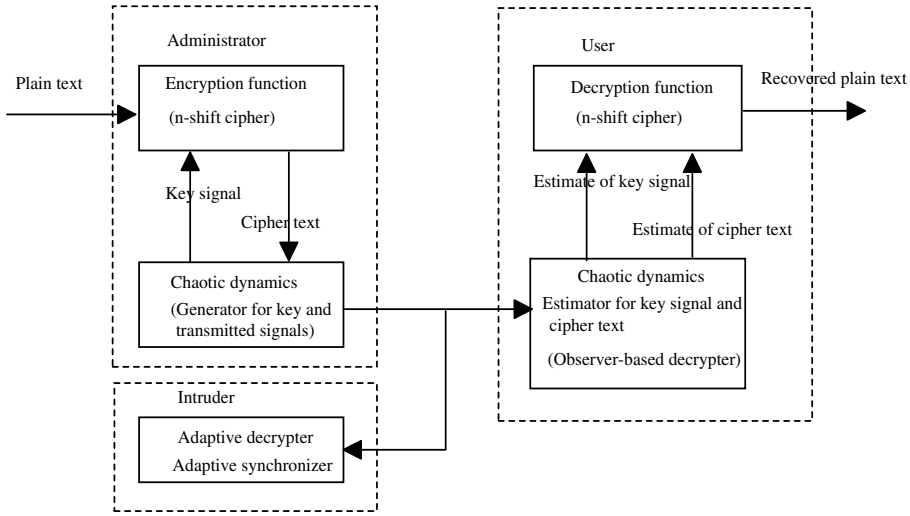 Administrator
Plain text
Encryption function
(n-shift cipher)
Key signal
Cipher text
Chaotic dynamics
(Generator for key and
transmitted signals)
Intruder
Adaptive decrypter
Adaptive synchronizer
User
Decryption function
(n-shift cipher)
Recovered plain text
Estimate of key signal
Estimate of cipher text
Chaotic dynamics
Estimator for key signal and
cipher text
(Observer-based decrypter)